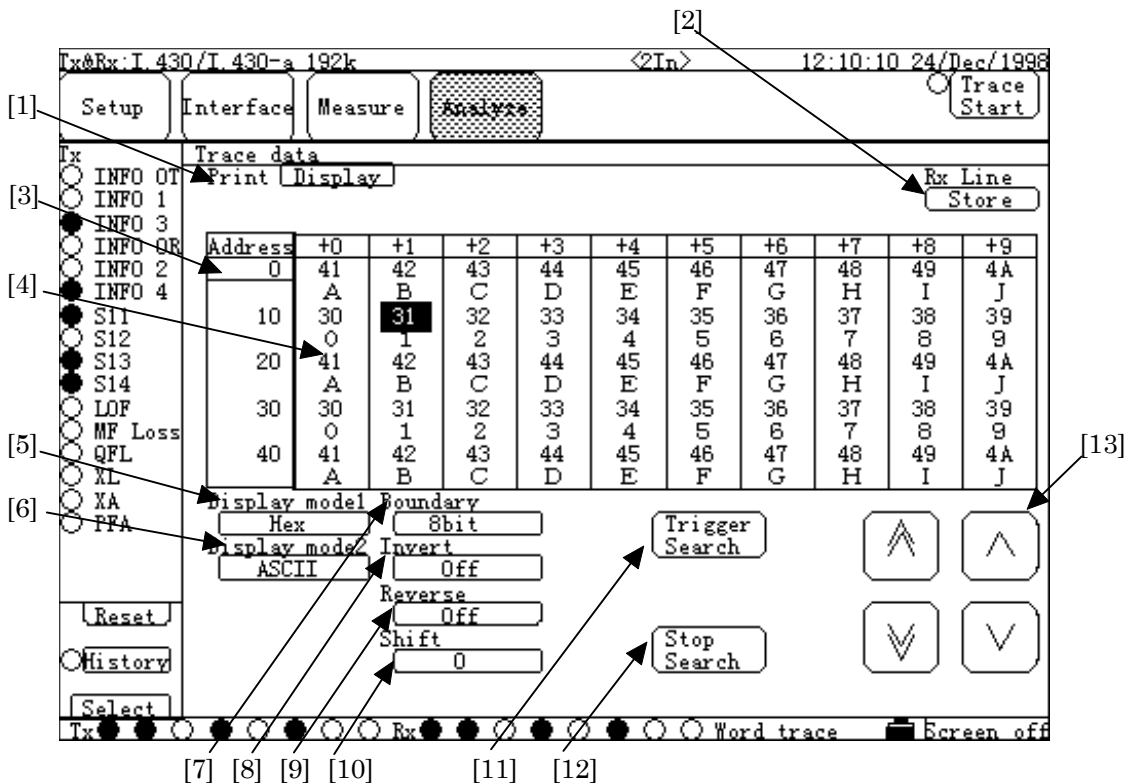 [2]
Tx&Rx:I.430/I.430-a 192k <2In> 12:10:10 24/Dec/1998
Setup Interface Measure Analyze Trace Start
[1]
Tx Trace data
INFO 0T Print Display Rx Line
INFO 1 Store
[3] INFO 3
INFO 0R Address +0 +1 +2 +3 +4 +5 +6 +7 +8 +9
INFO 2 0 41 42 43 44 45 46 47 48 49 4A
[4] INFO 4 A B C D E F G H I J
S11 10 30 31 32 33 34 35 36 37 38 39
S12 0 1 2 3 4 5 6 7 8 9
S13 20 41 42 43 44 45 46 47 48 49 4A
S14 A B C D E F G H I J
LOF 30 30 31 32 33 34 35 36 37 38 39
MF Loss 0 1 2 3 4 5 6 7 8 9
[5] QFL 40 41 42 43 44 45 46 47 48 49 4A [13]
XL A B C D E F G H I J
[6] XA Display mode1 Boundary
PFA Hex 8bit Trigger Search
Display mode2 Invert
ASCII Off
Reverse
Reset Off
Shift Stop Search
History 0
Select
Tx Rx Word trace Screen off
[7] [8] [9] [10] [11] [12]